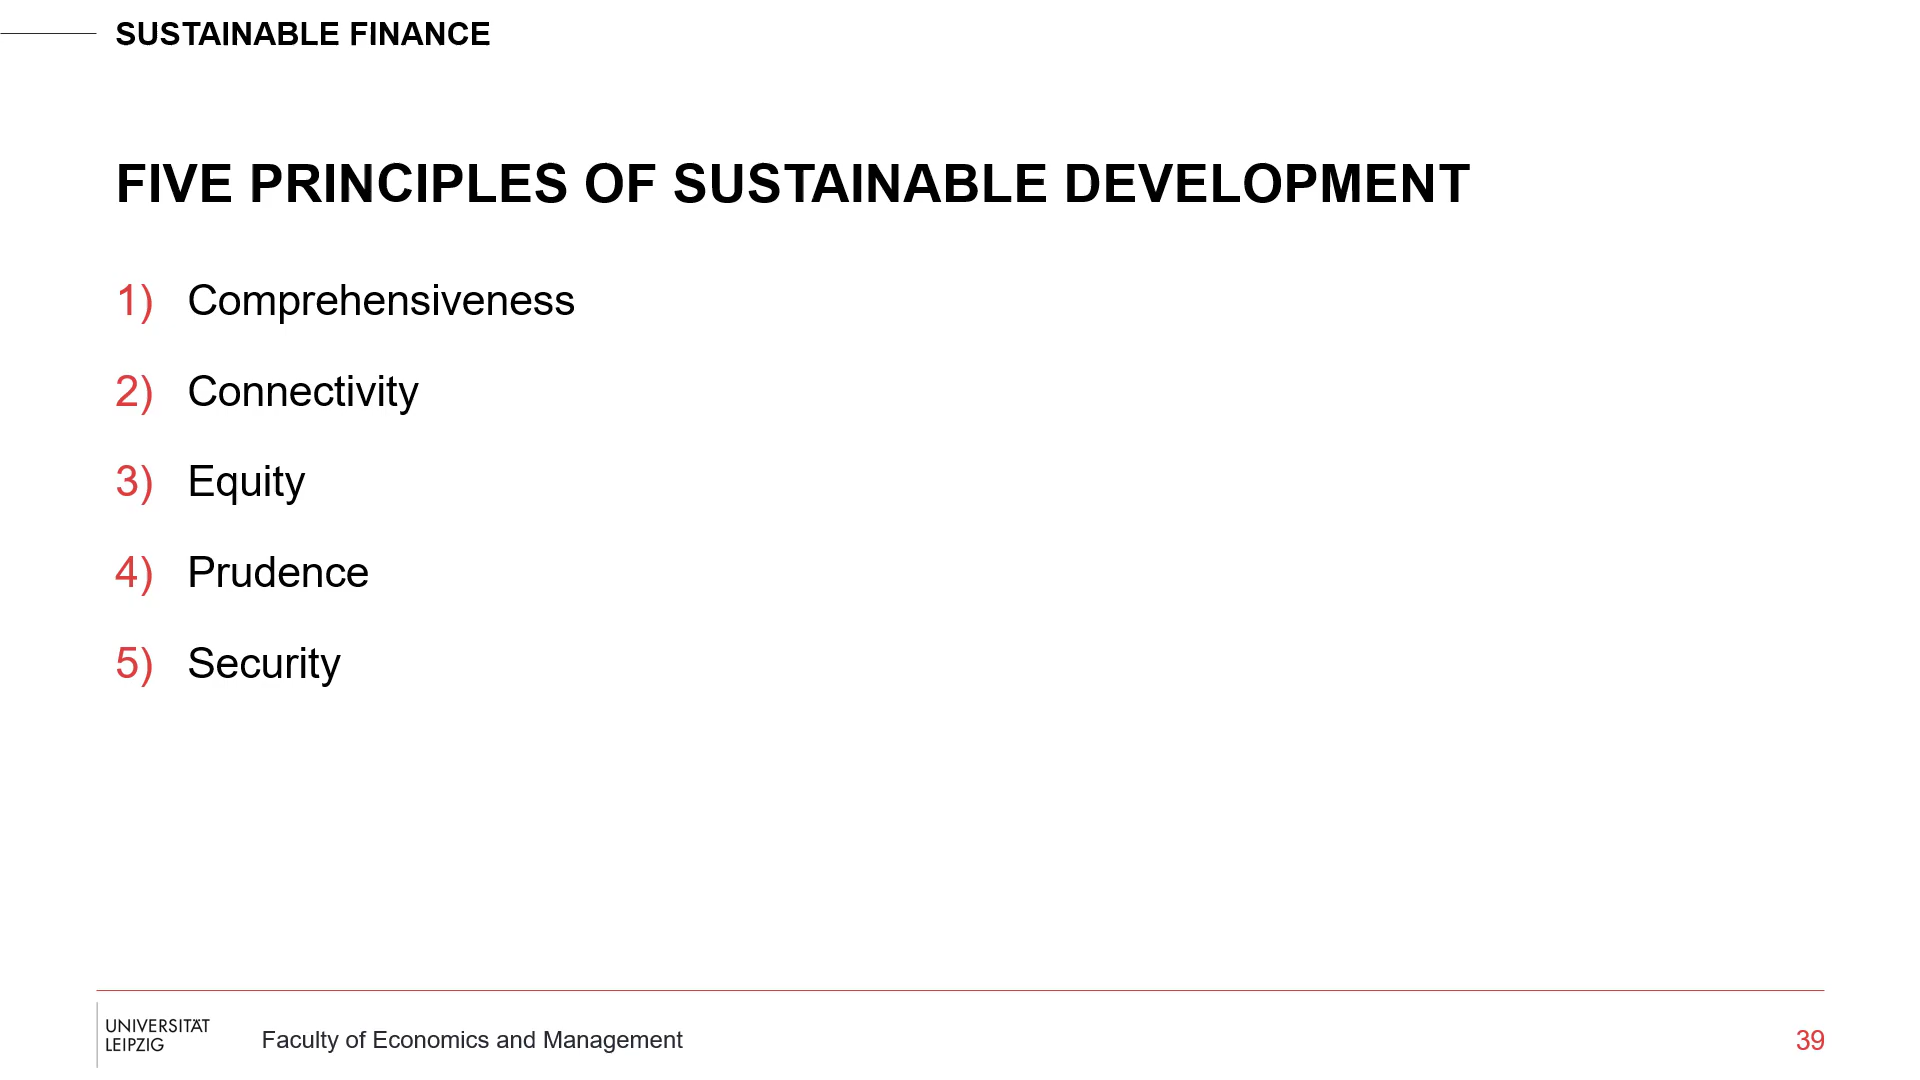 SUSTAINABLE FINANCE
FIVE PRINCIPLES OF SUSTAINABLE DEVELOPMENT
1) Comprehensiveness
2) Connectivity
3) Equity
4) Prudence
5) Security
UNIVERSITÄT
LEIPZIG
Faculty of Economics and Management
39